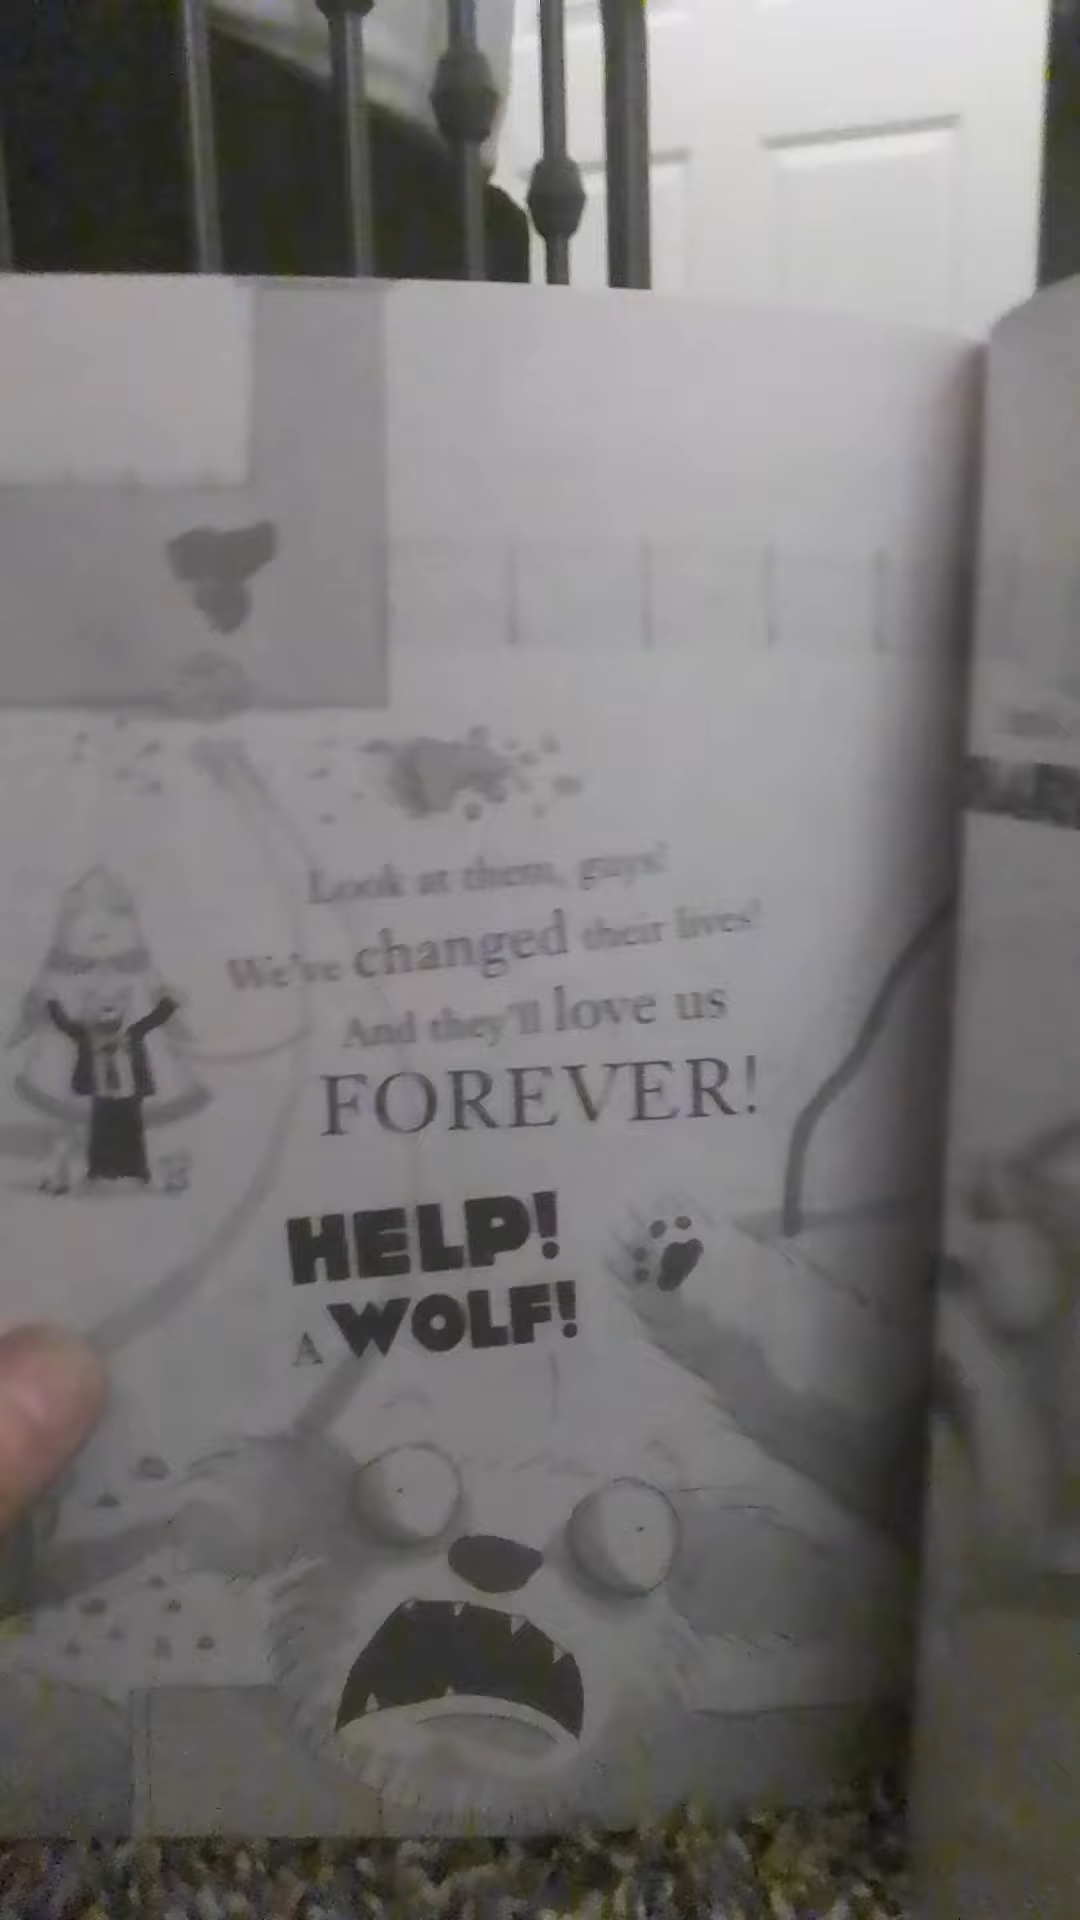 Look at them, guys!
We've changed their lives!
And they'll love us
FOREVER!
HELP!
A WOLF!